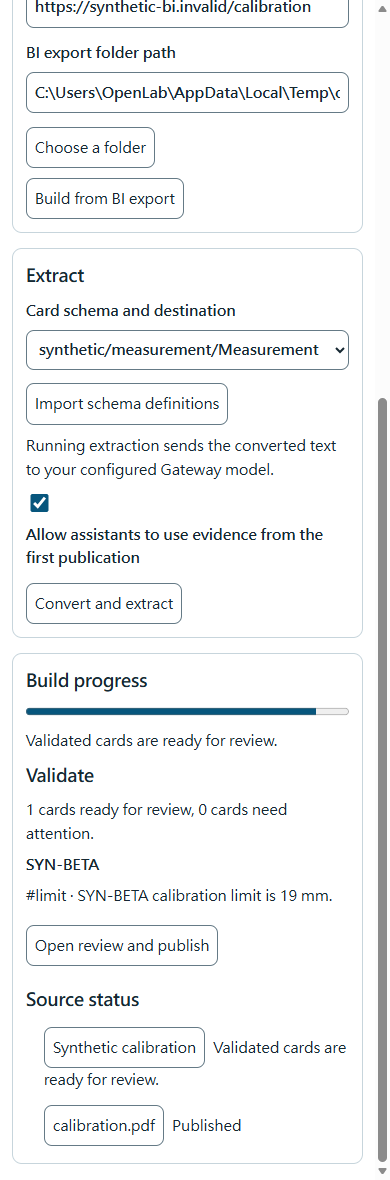 https://synthetic-bi.invalid/calibration
BI export folder path
C:\Users\OpenLab\AppData\Local\Temp\
Choose a folder
Build from BI export
Extract
Card schema and destination
synthetic/measurement/Measurement
Import schema definitions
Running extraction sends the converted text
to your configured Gateway model.
Allow assistants to use evidence from the
first publication
Convert and extract
Build progress
Validated cards are ready for review.
Validate
1 cards ready for review, 0 cards need
attention.
SYN-BETA
#limit · SYN-BETA calibration limit is 19 mm.
Open review and publish
Source status
Synthetic calibration Validated cards are
ready for review.
calibration.pdf Published